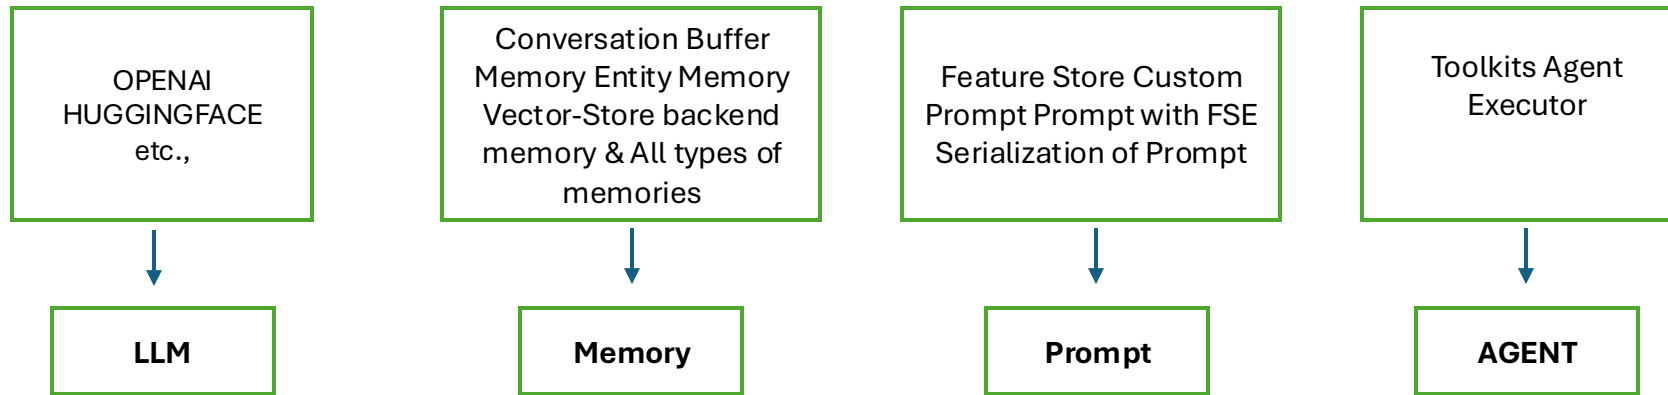 OPENAI
HUGGINGFACE
etc.,
Conversation Buffer
Memory Entity Memory
Vector-Store backend
memory & All types of
memories
Feature Store Custom
Prompt Prompt with FSE
Serialization of Prompt
Toolkits Agent
Executor
LLM
Memory
Prompt
AGENT